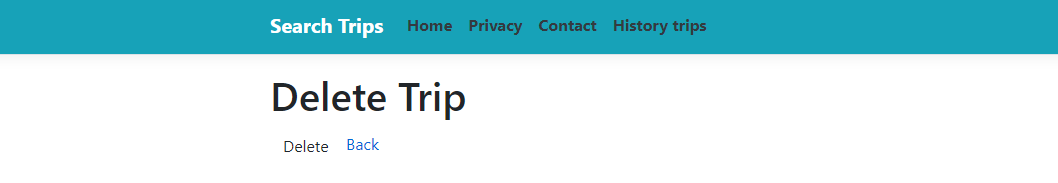 Search Trips Home Privacy Contact History trips
Delete Trip
Delete Back